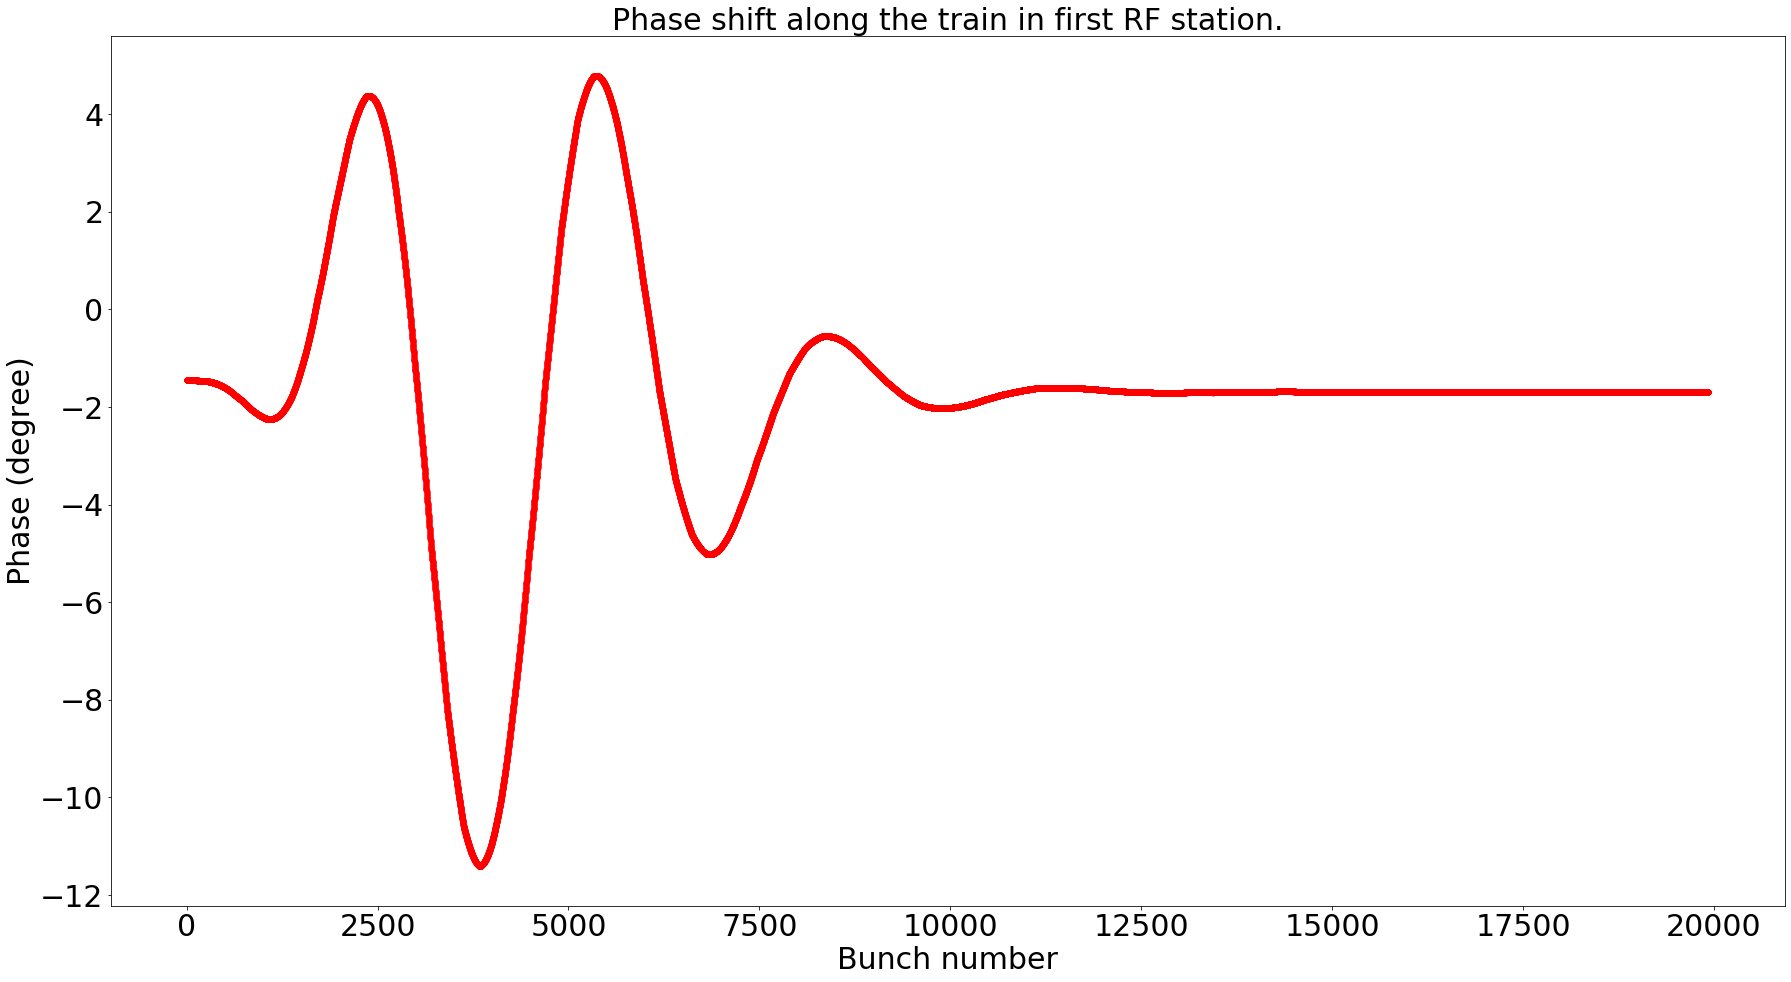 Phase shift along the train in first RF station.
Phase (degree)
4
2
0
−2
−4
−6
−8
−10
−12
0 2500 5000 7500 10000 12500 15000 17500 20000
Bunch number